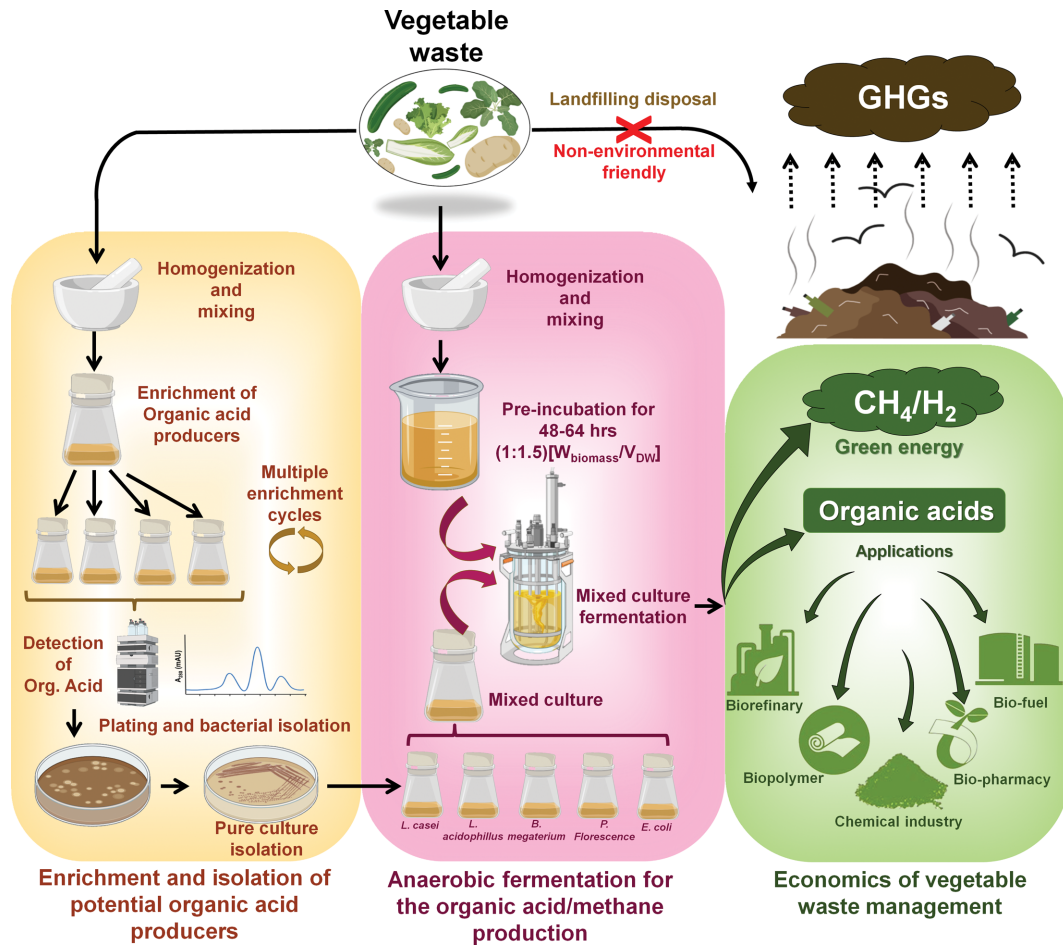 Vegetable
waste
Landfilling disposal
Non-environmental
friendly
GHGs
Homogenization
and
mixing
Enrichment of
Organic acid
producers
Multiple
enrichment
cycles
Detection
of
Org. Acid
A₂₅₀ (mAU)
Plating and bacterial isolation
Pure culture
isolation
Enrichment and isolation of
potential organic acid
producers
Homogenization
and
mixing
Pre-incubation for
48-64 hrs
(1:1.5)[W_biomass/V_DW]
Mixed culture
fermentation
Mixed culture
L. casei
L.
acidophillus
B.
megaterium
P.
Florescence
E. coli
Anaerobic fermentation for
the organic acid/methane
production
CH₄/H₂
Green energy
Organic acids
Applications
Biorefinary
Bio-fuel
Biopolymer
Bio-pharmacy
Chemical industry
Economics of vegetable
waste management